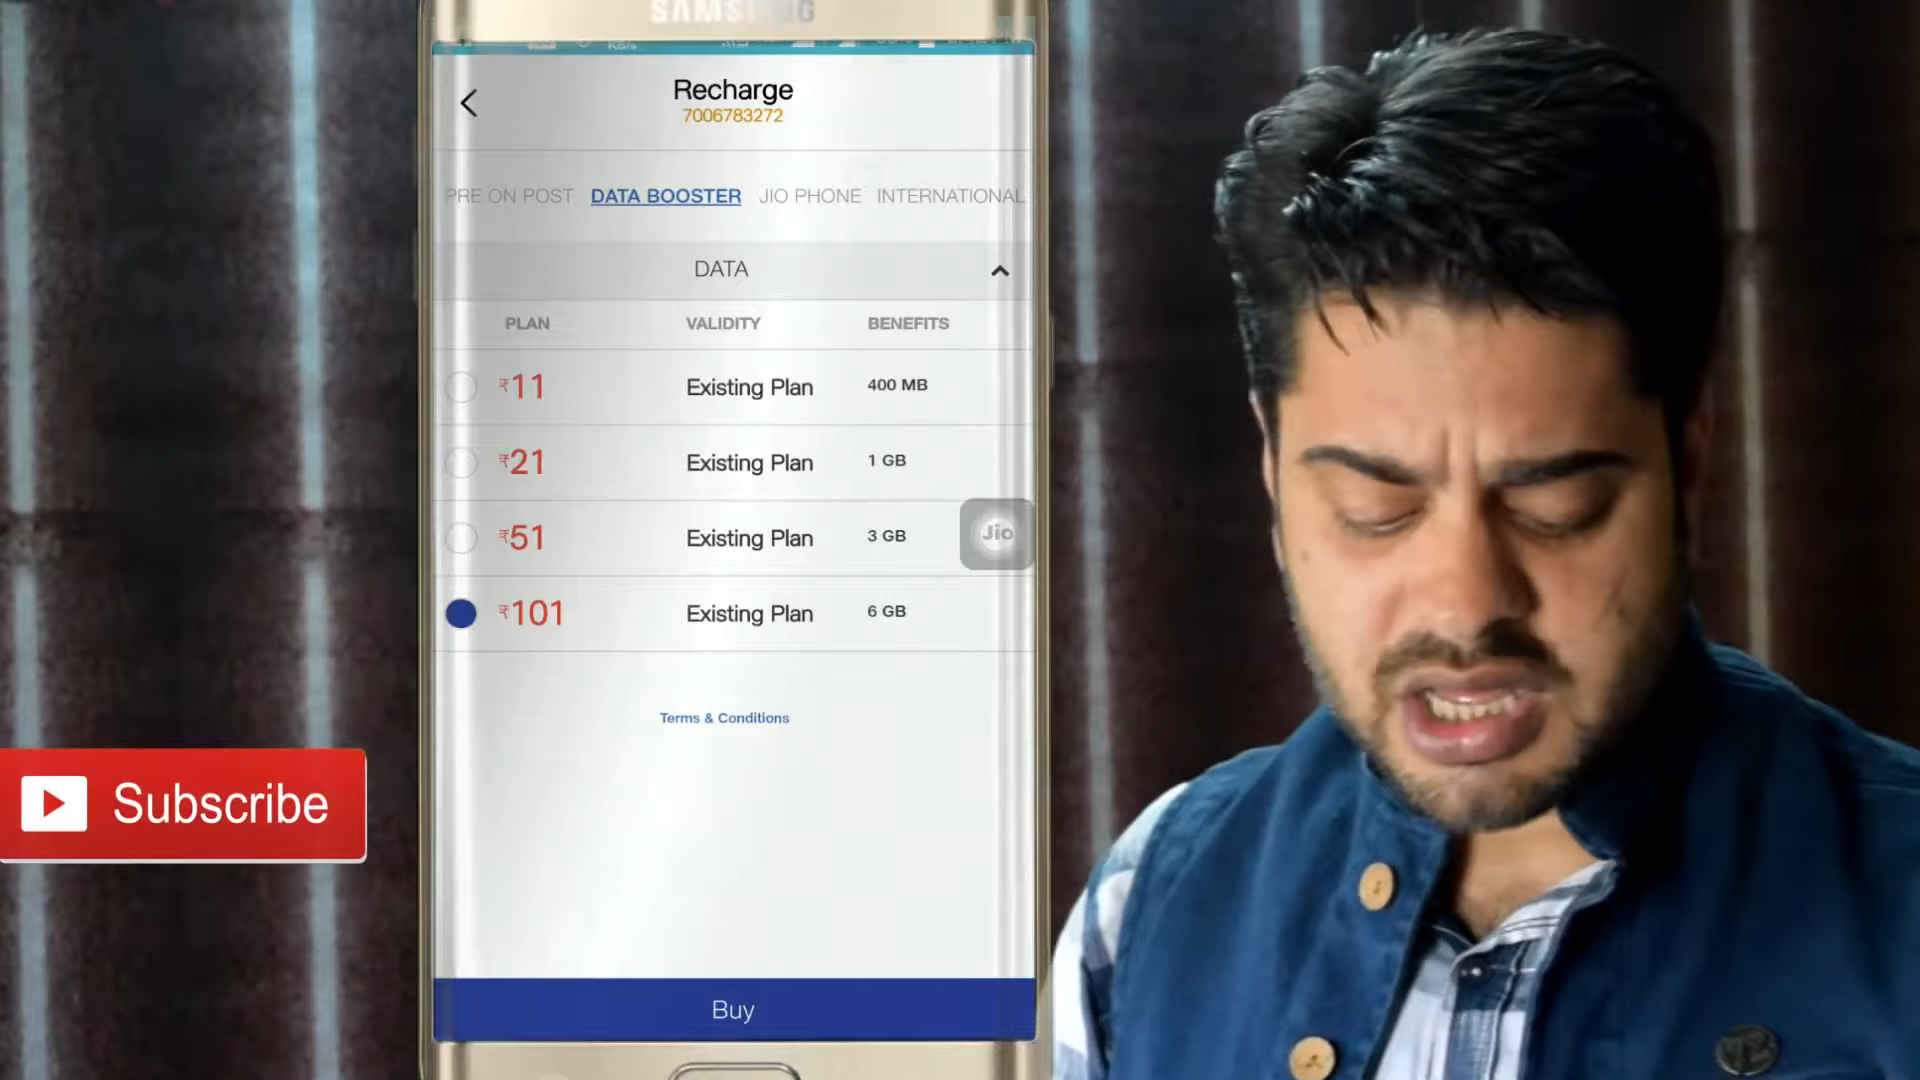 SAMSUNG
Recharge
7006783272
PRE ON POST DATA BOOSTER JIO PHONE INTERNATIONAL
DATA
PLAN VALIDITY BENEFITS
₹11 Existing Plan 400 MB
₹21 Existing Plan 1 GB
₹51 Existing Plan 3 GB
Jio
₹101 Existing Plan 6 GB
Terms & Conditions
Subscribe
Buy